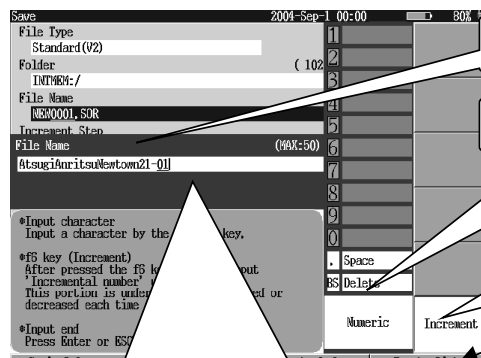 Save 2004-Sep-1 00:00 80%
File Type
Standard(V2)
Folder ( 102
INTMEM:/
File Name
NEW0001.SOR
Increment Step
File Name (MAX:50)
AtsugiAnritsuNewtown21-01
1
2
3
4
5
6
7
8
9
0
. Space
BS Delete
Numeric
Increment
*Input character
Input a character by the key.
*f6 key (Increment)
After pressed the f6 put
'Incremental number'
This portion is under or
decreased each time
*Input end
Press Enter or ESC